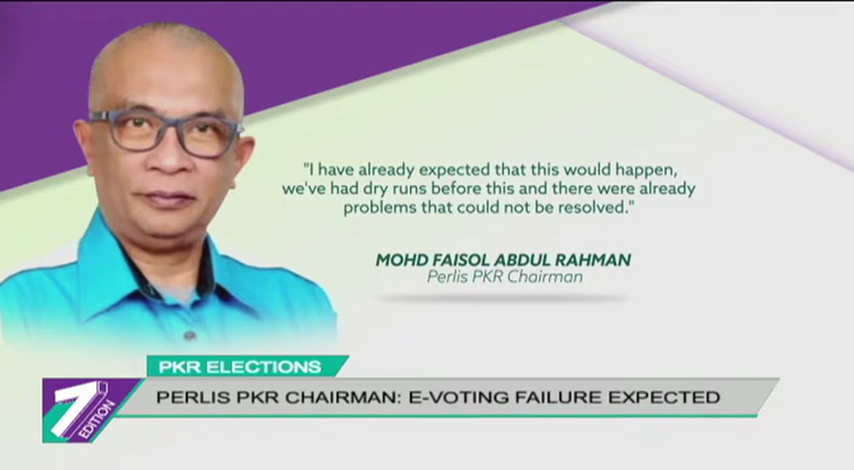 "I have already expected that this would happen,
we've had dry runs before this and there were already
problems that could not be resolved."
MOHD FAISOL ABDUL RAHMAN
Perlis PKR Chairman
PKR ELECTIONS
7 EDITION
PERLIS PKR CHAIRMAN: E-VOTING FAILURE EXPECTED